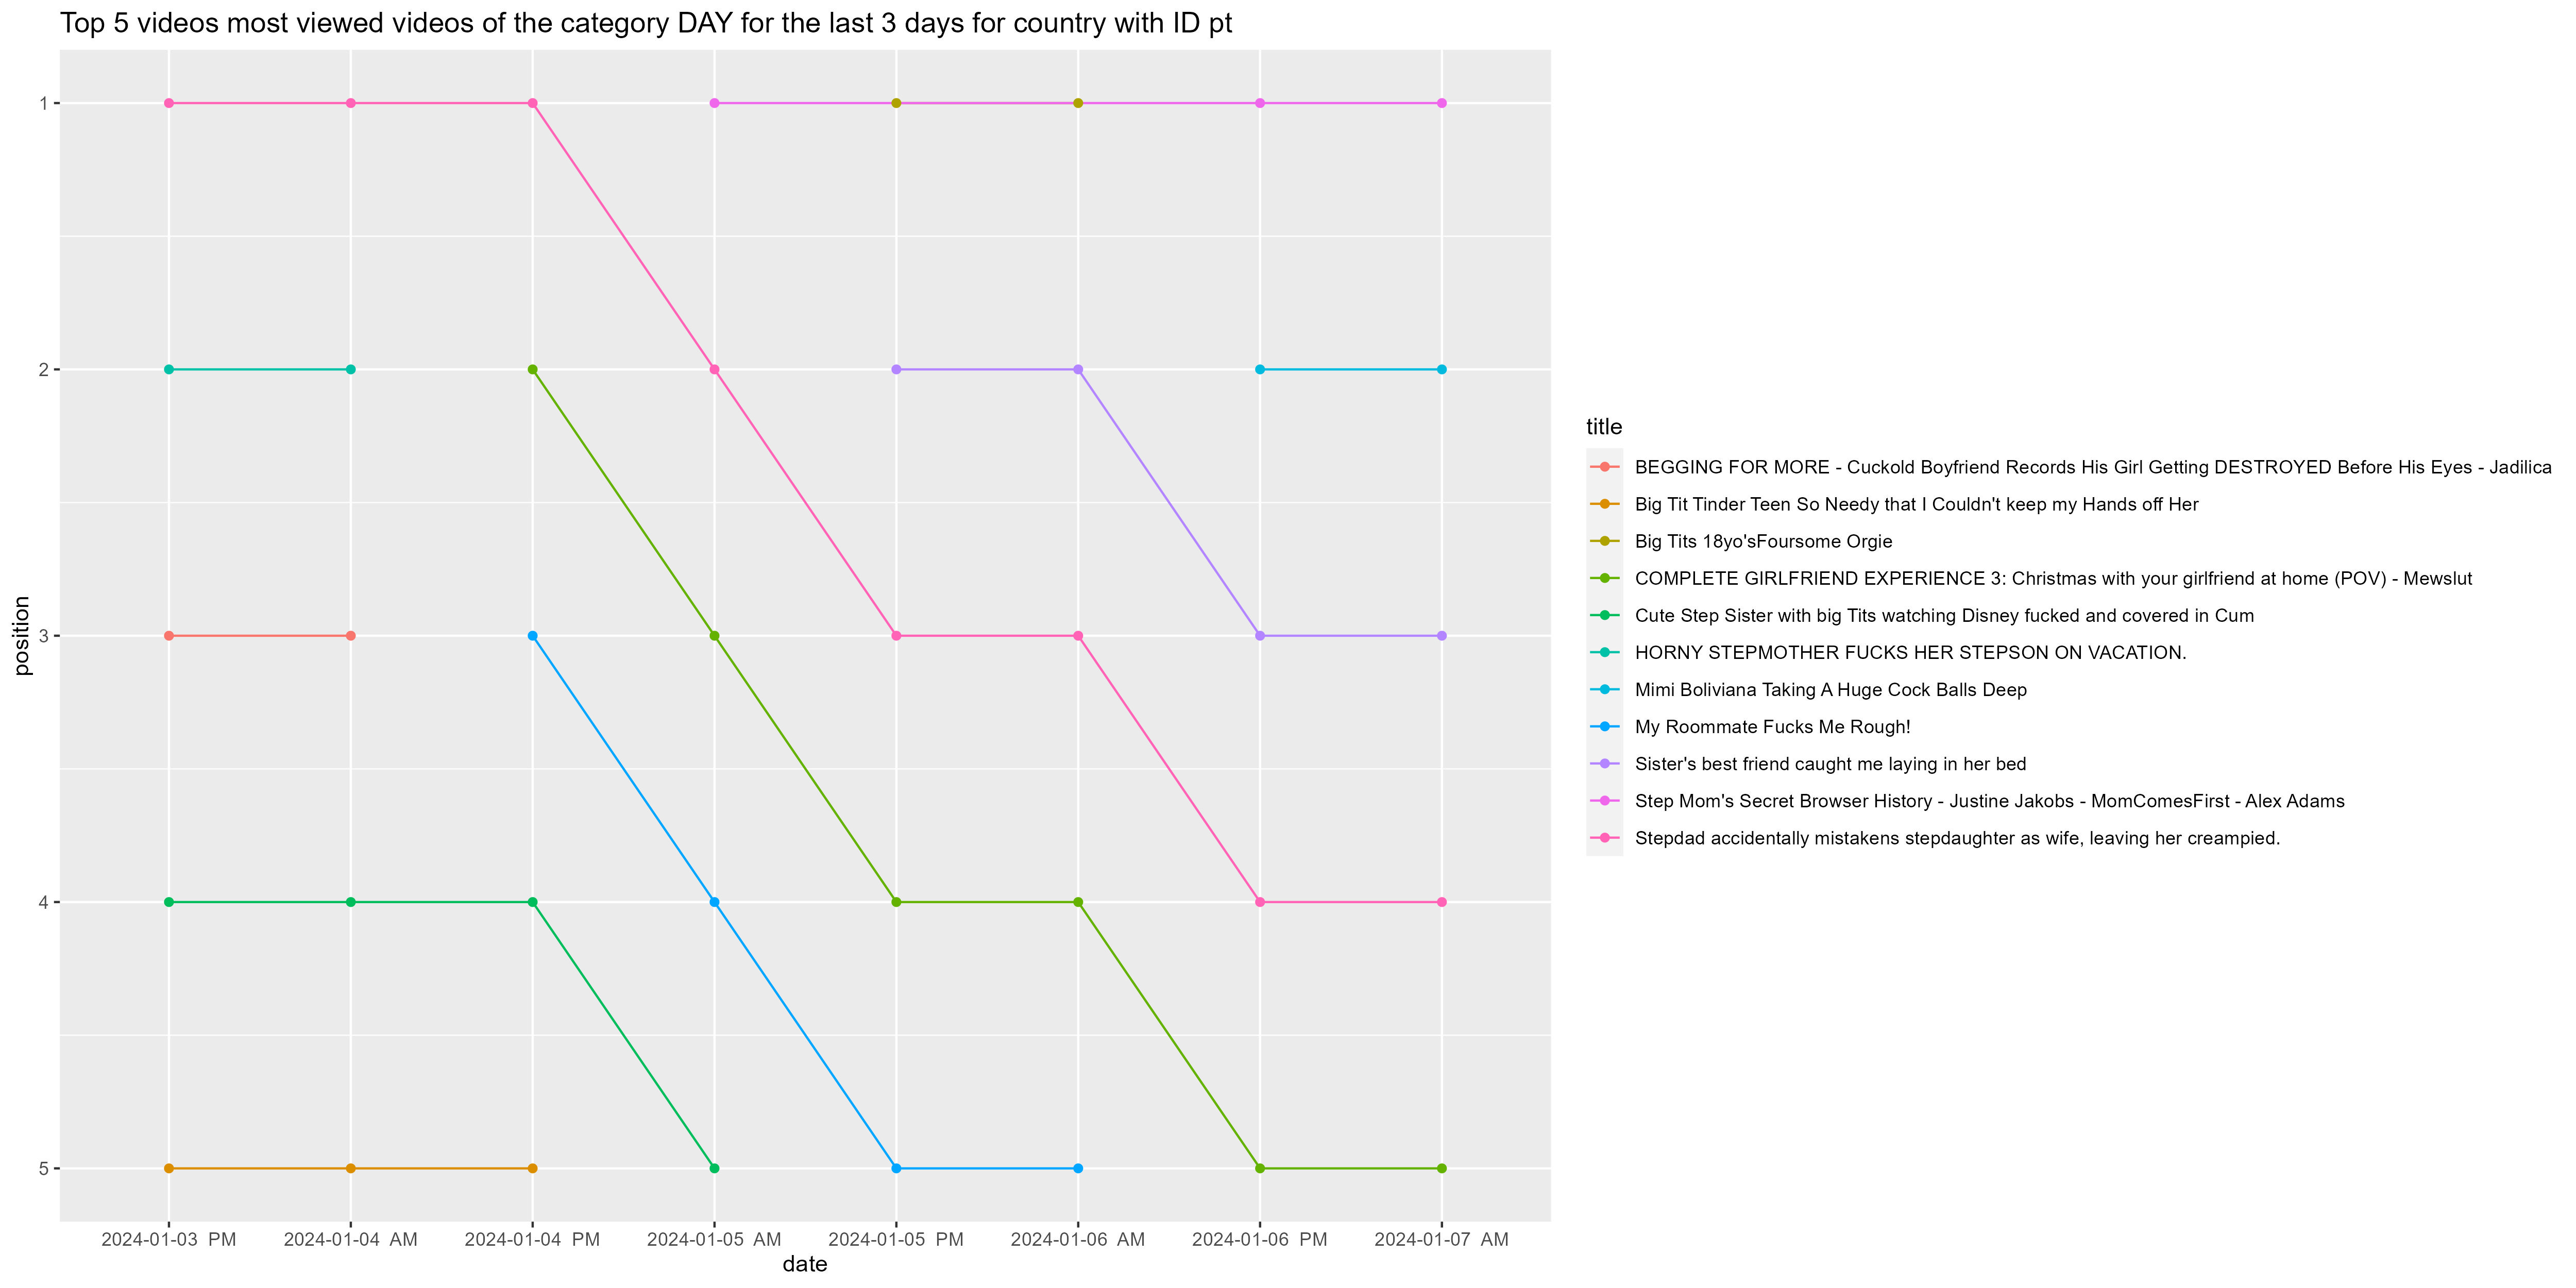 Top 5 videos most viewed videos of the category DAY for the last 3 days for country with ID pt
1
2
3
4
5
position
2024-01-03 PM
2024-01-04 AM
2024-01-04 PM
2024-01-05 AM
2024-01-05 PM
2024-01-06 AM
2024-01-06 PM
2024-01-07 AM
date
title
BEGGING FOR MORE - Cuckold Boyfriend Records His Girl Getting DESTROYED Before His Eyes - Jadilica
Big Tit Tinder Teen So Needy that I Couldn't keep my Hands off Her
Big Tits 18yo'sFoursome Orgie
COMPLETE GIRLFRIEND EXPERIENCE 3: Christmas with your girlfriend at home (POV) - Mewslut
Cute Step Sister with big Tits watching Disney fucked and covered in Cum
HORNY STEPMOTHER FUCKS HER STEPSON ON VACATION.
Mimi Boliviana Taking A Huge Cock Balls Deep
My Roommate Fucks Me Rough!
Sister's best friend caught me laying in her bed
Step Mom's Secret Browser History - Justine Jakobs - MomComesFirst - Alex Adams
Stepdad accidentally mistakens stepdaughter as wife, leaving her creampied.